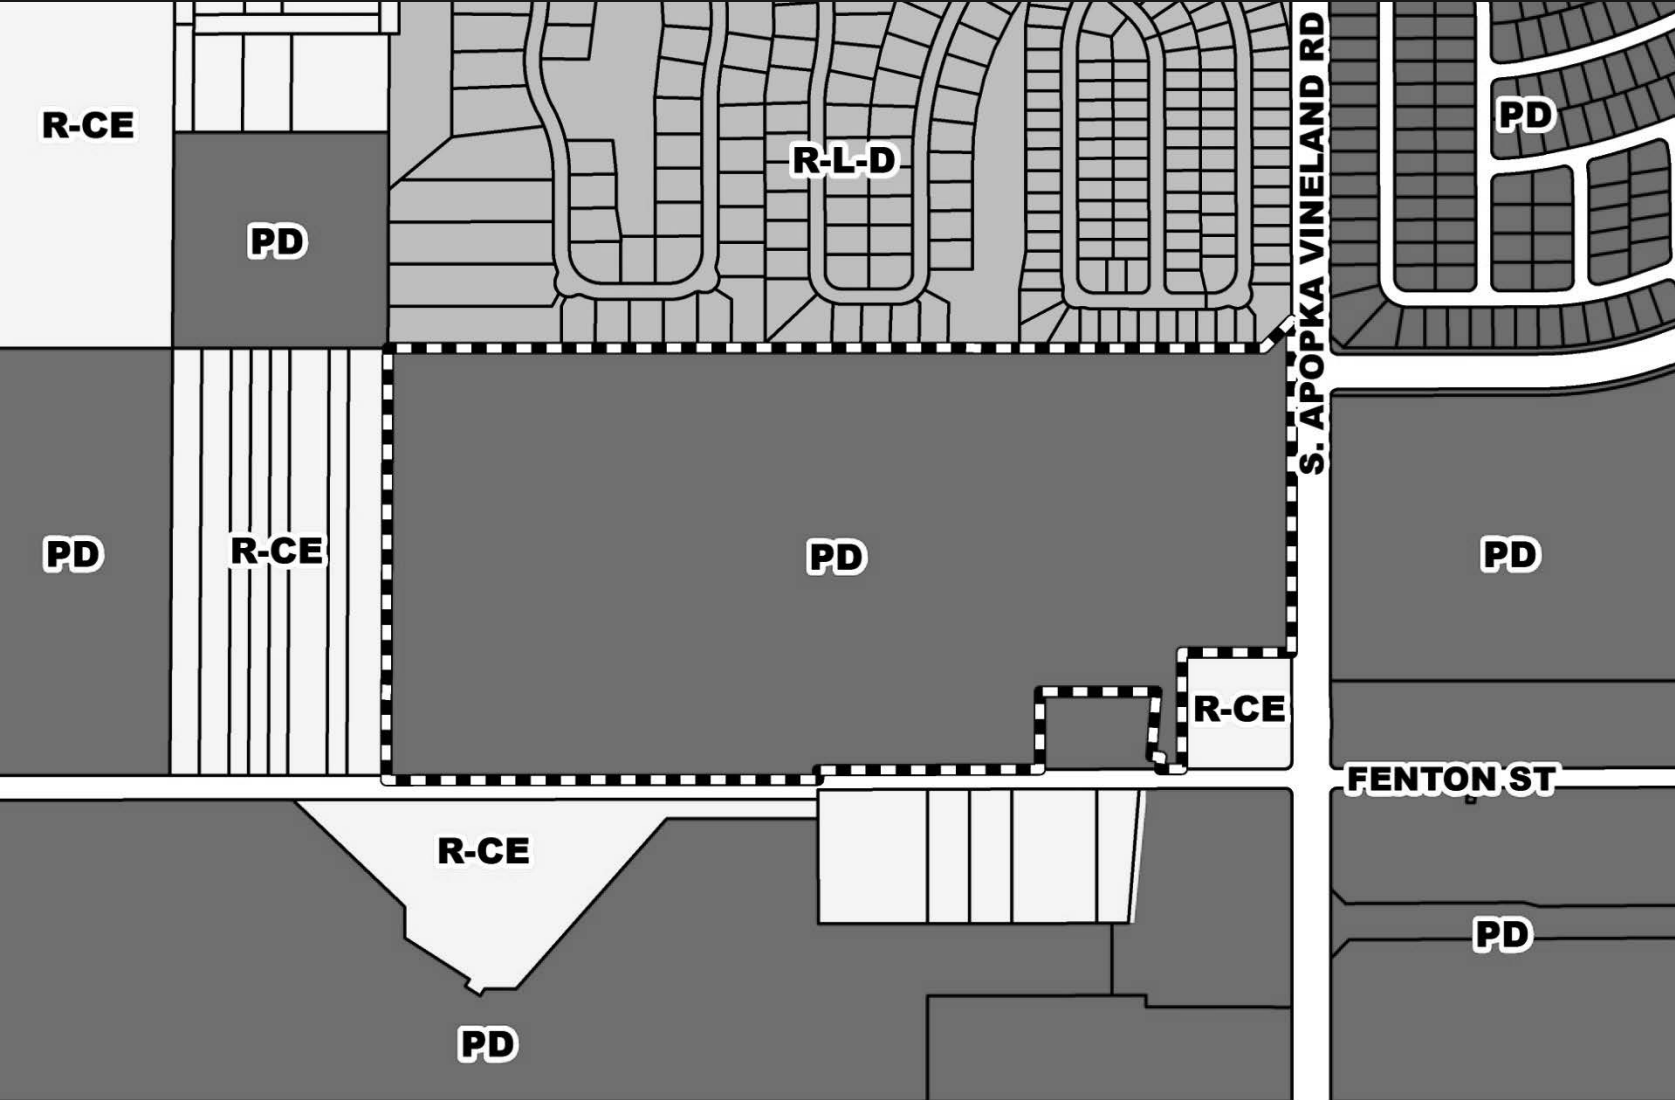 R-CE
PD
R-L-D
PD
S. APOPKA VINELAND RD
PD
R-CE
PD
PD
R-CE
FENTON ST
R-CE
PD
PD